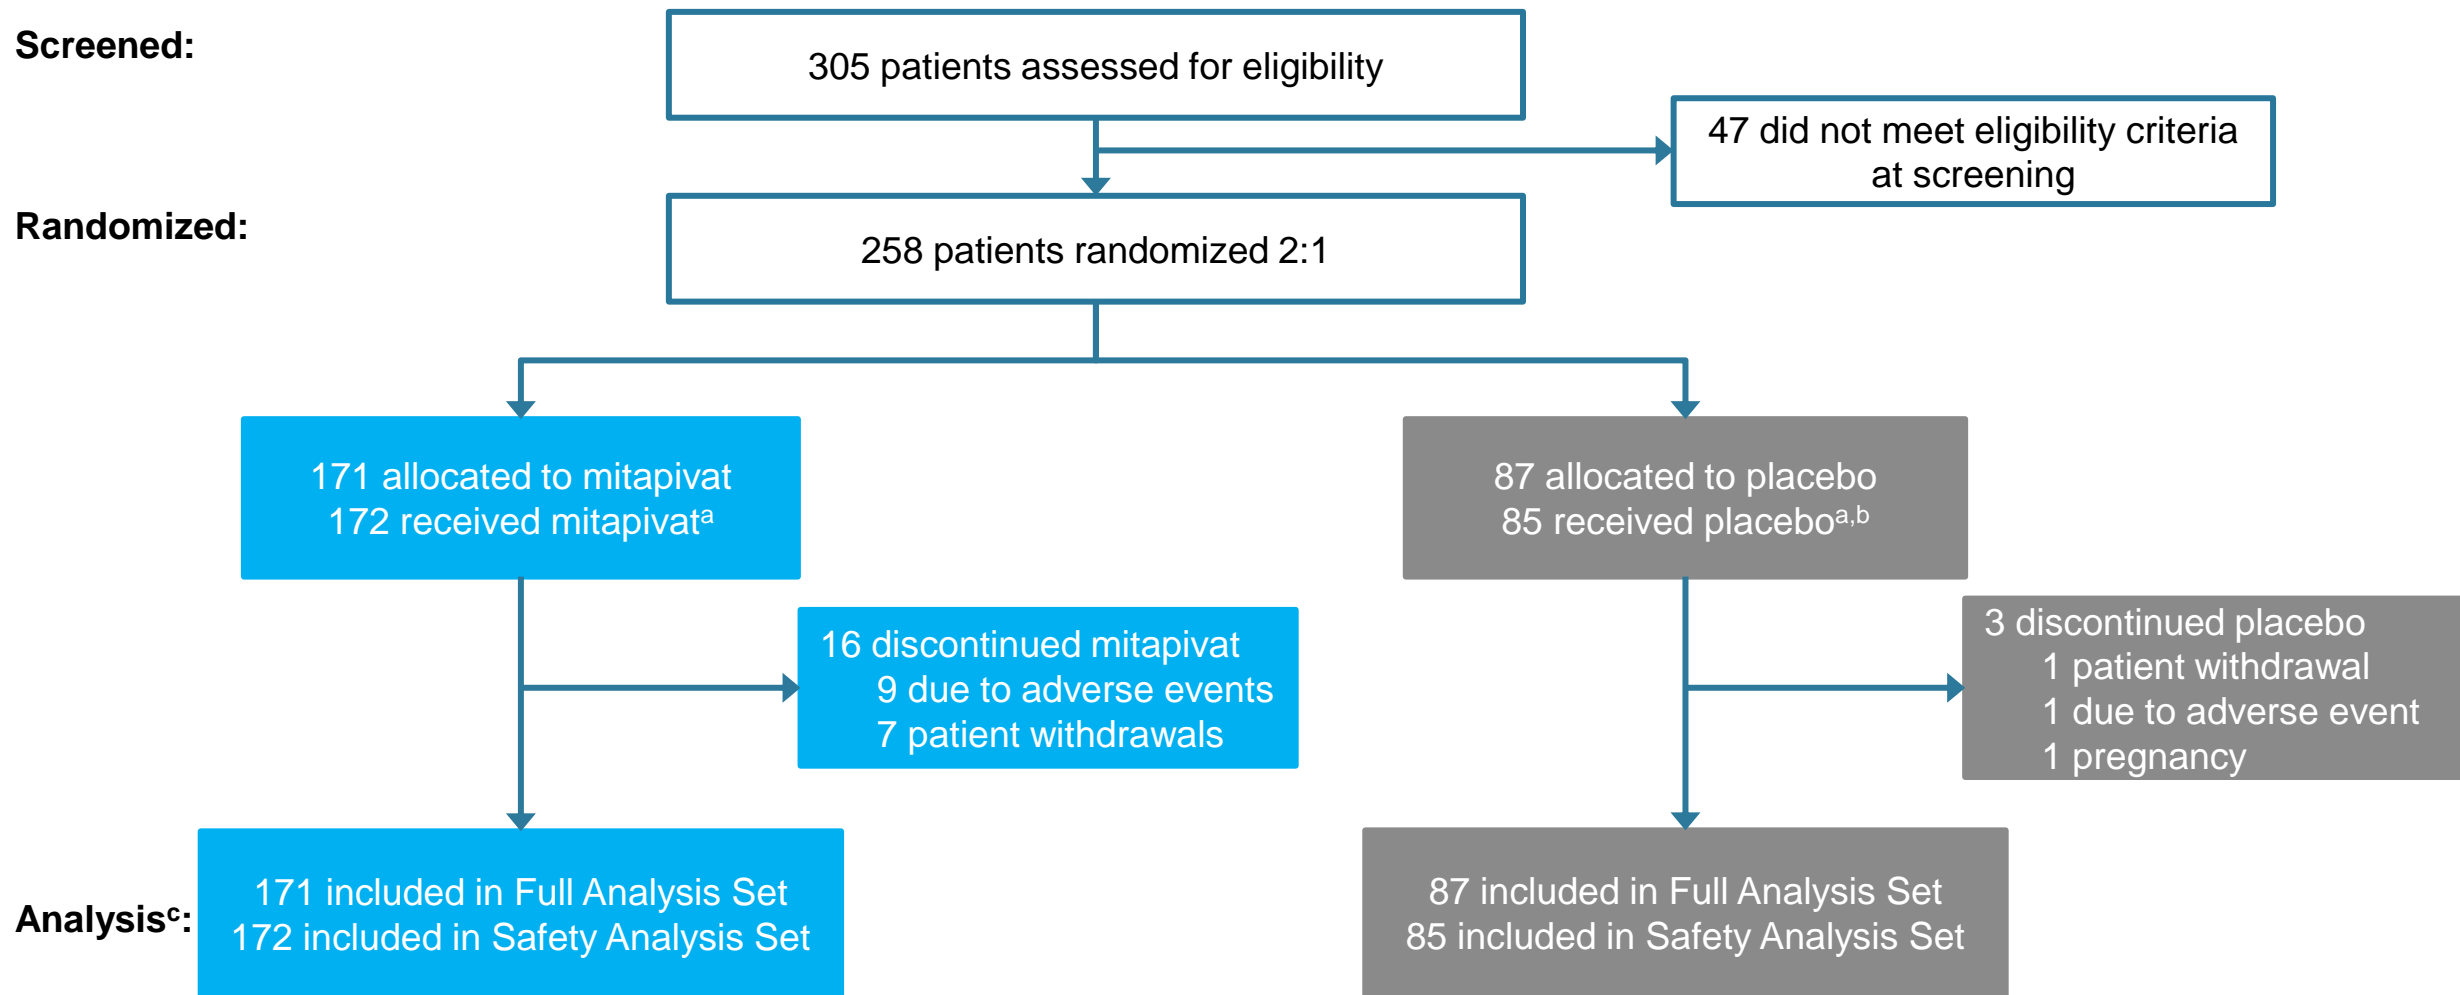 Screened:
305 patients assessed for eligibility
47 did not meet eligibility criteria
at screening
Randomized:
258 patients randomized 2:1
171 allocated to mitapivat
172 received mitapivatᵃ
87 allocated to placebo
85 received placeboᵃ,ᵇ
16 discontinued mitapivat
9 due to adverse events
7 patient withdrawals
3 discontinued placebo
1 patient withdrawal
1 due to adverse event
1 pregnancy
Analysisᶜ:
171 included in Full Analysis Set
172 included in Safety Analysis Set
87 included in Full Analysis Set
85 included in Safety Analysis Set